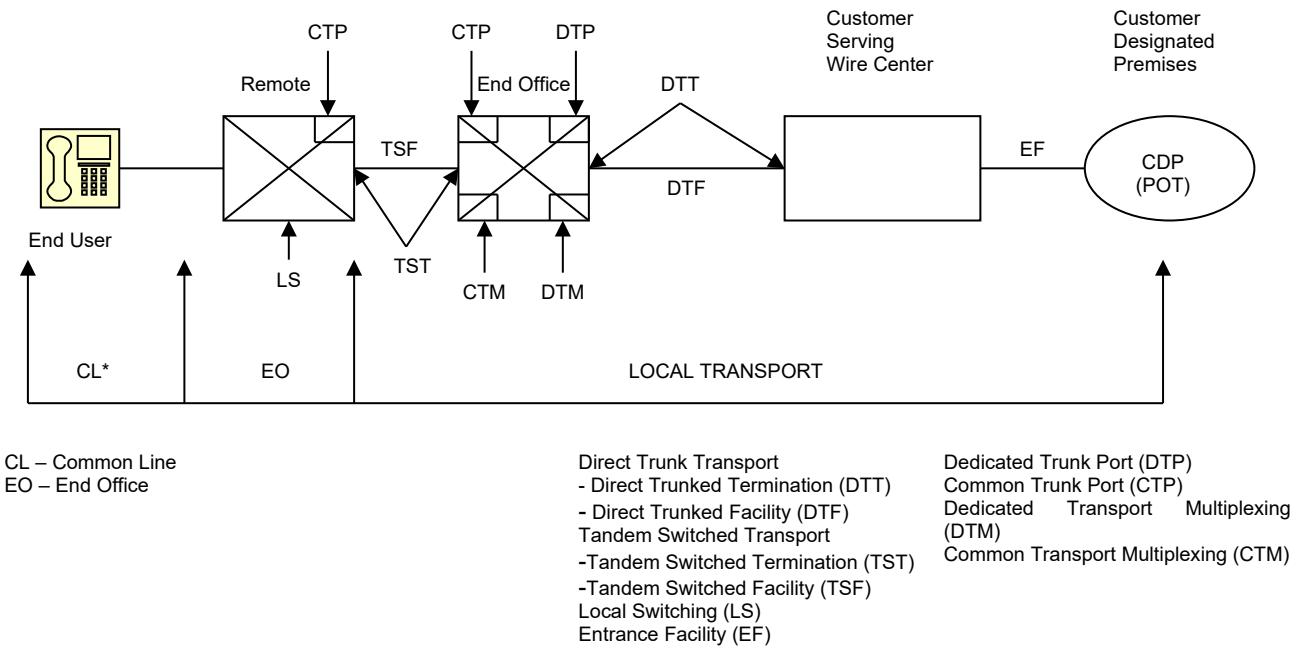 Customer
Serving
Wire Center
Customer
Designated
Premises
CTP
CTP
DTP
Remote
End Office
DTT
TSF
DTF
EF
CDP
(POT)
End User
LS
TST
CTM
DTM
CL*
EO
LOCAL TRANSPORT
CL – Common Line
EO – End Office
Direct Trunk Transport
- Direct Trunked Termination (DTT)
- Direct Trunked Facility (DTF)
Tandem Switched Transport
-Tandem Switched Termination (TST)
-Tandem Switched Facility (TSF)
Local Switching (LS)
Entrance Facility (EF)
Dedicated Trunk Port (DTP)
Common Trunk Port (CTP)
Dedicated Transport Multiplexing
(DTM)
Common Transport Multiplexing (CTM)